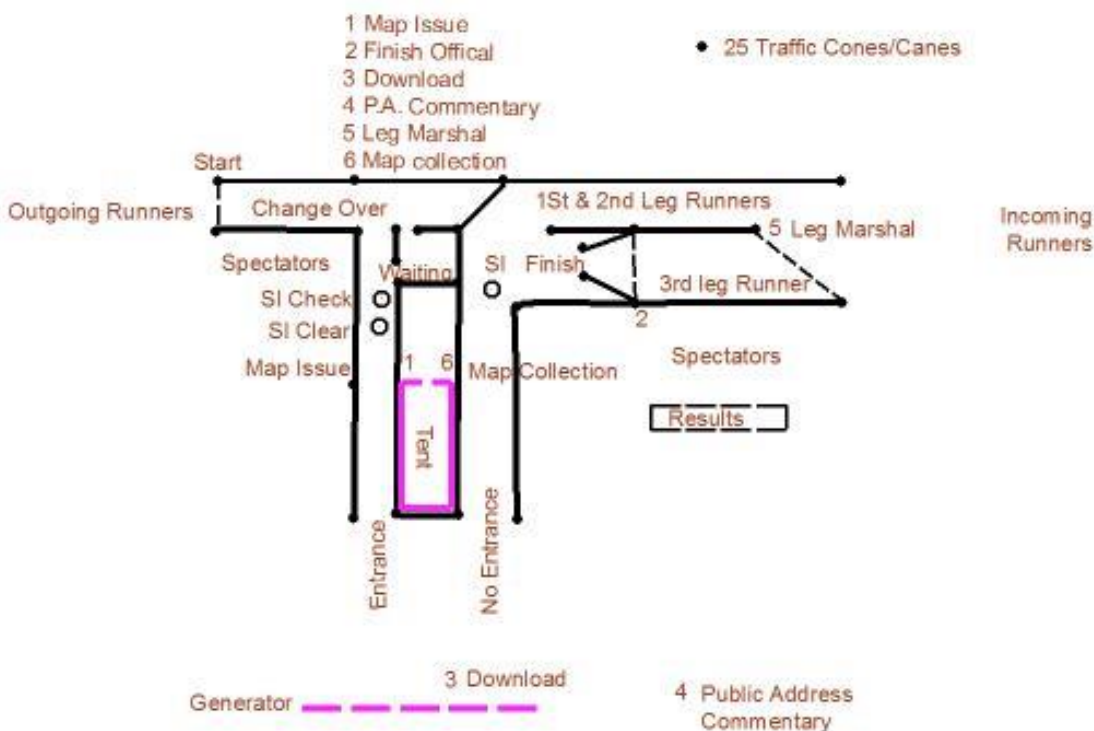 1 Map Issue
2 Finish Offical
3 Download
4 P.A. Commentary
5 Leg Marshal
6 Map collection
25 Traffic Cones/Canes
Start
Outgoing Runners
Change Over
1St & 2nd Leg Runners
Incoming
Runners
5 Leg Marshal
Spectators
Waiting
SI
Finish
SI Check
3rd leg Runner
SI Clear
2
Map Issue
1
6
Map Collection
Spectators
Results
Tent
Entrance
No Entrance
3 Download
Generator
4 Public Address
Commentary